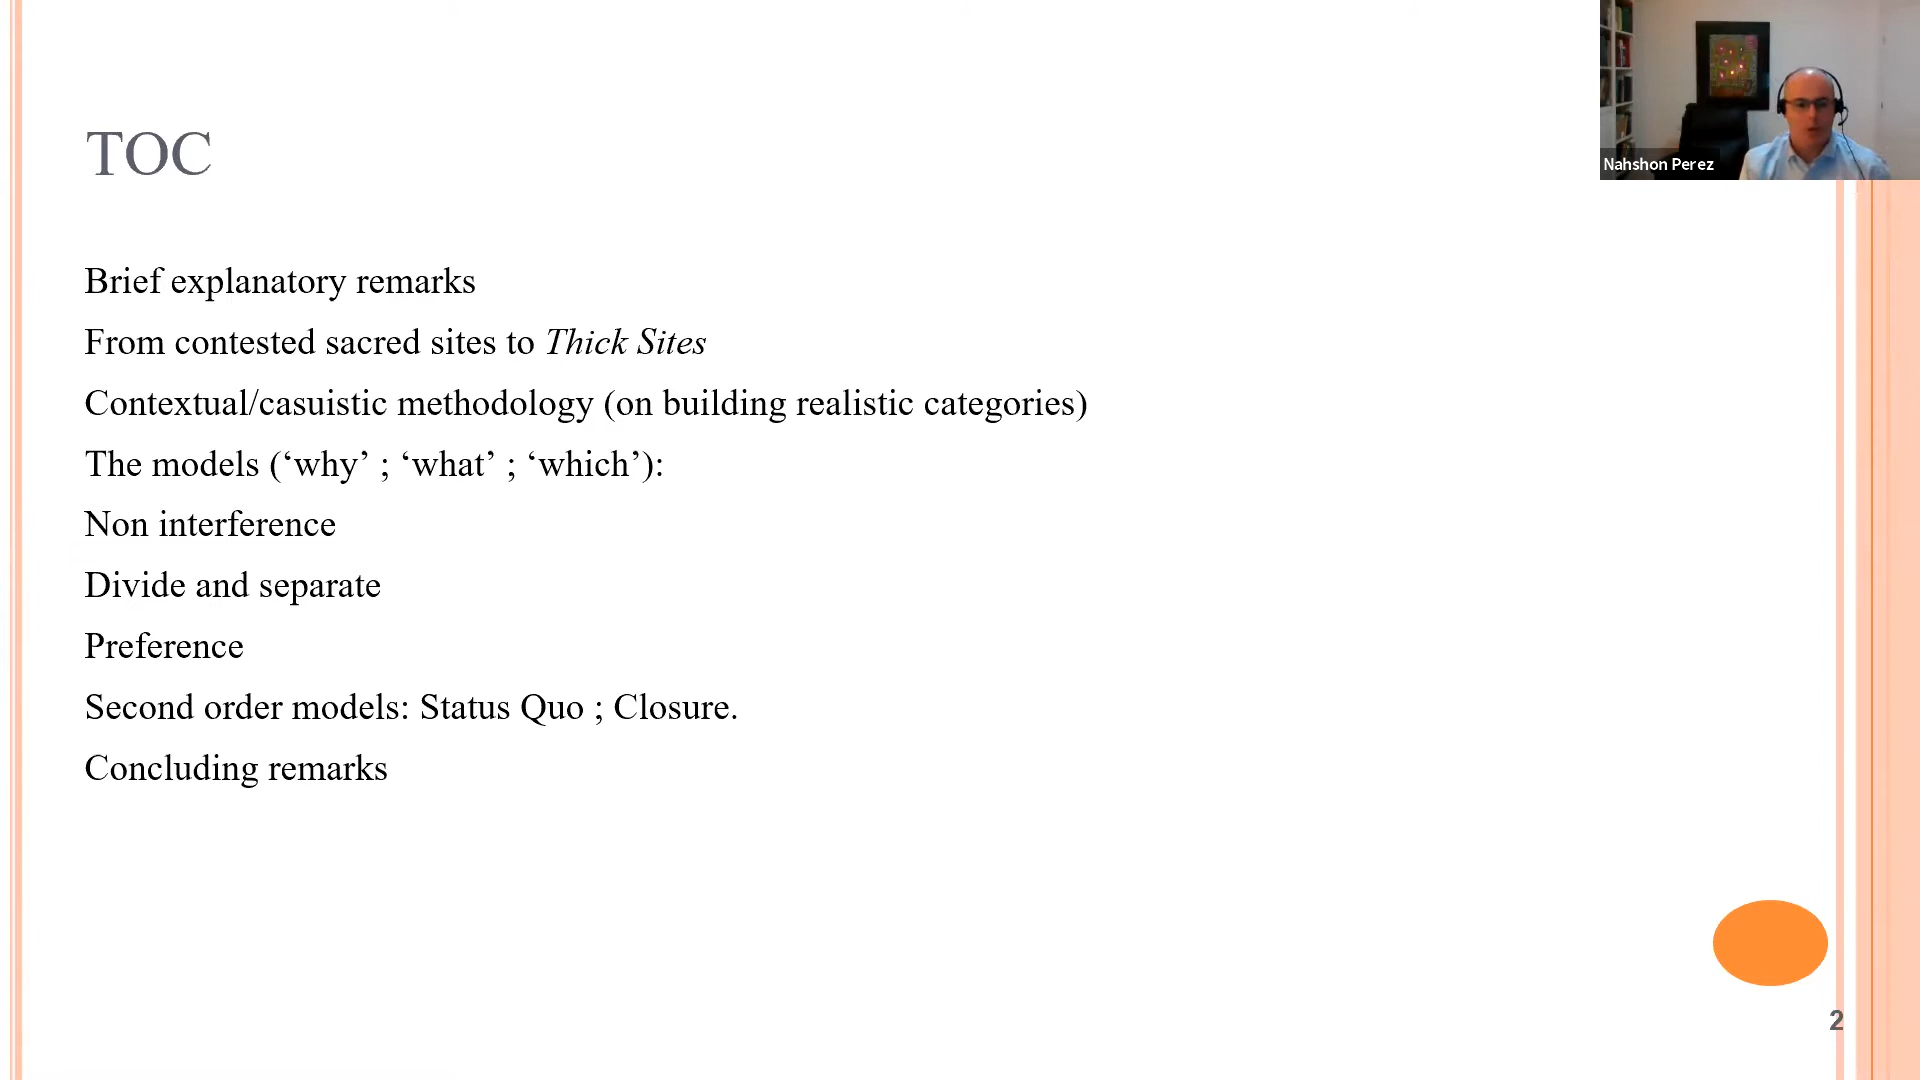 Nahshon Perez
TOC
Brief explanatory remarks
From contested sacred sites to Thick Sites
Contextual/casuistic methodology (on building realistic categories)
The models (‘why’ ; ‘what’ ; ‘which’):
Non interference
Divide and separate
Preference
Second order models: Status Quo ; Closure.
Concluding remarks
2